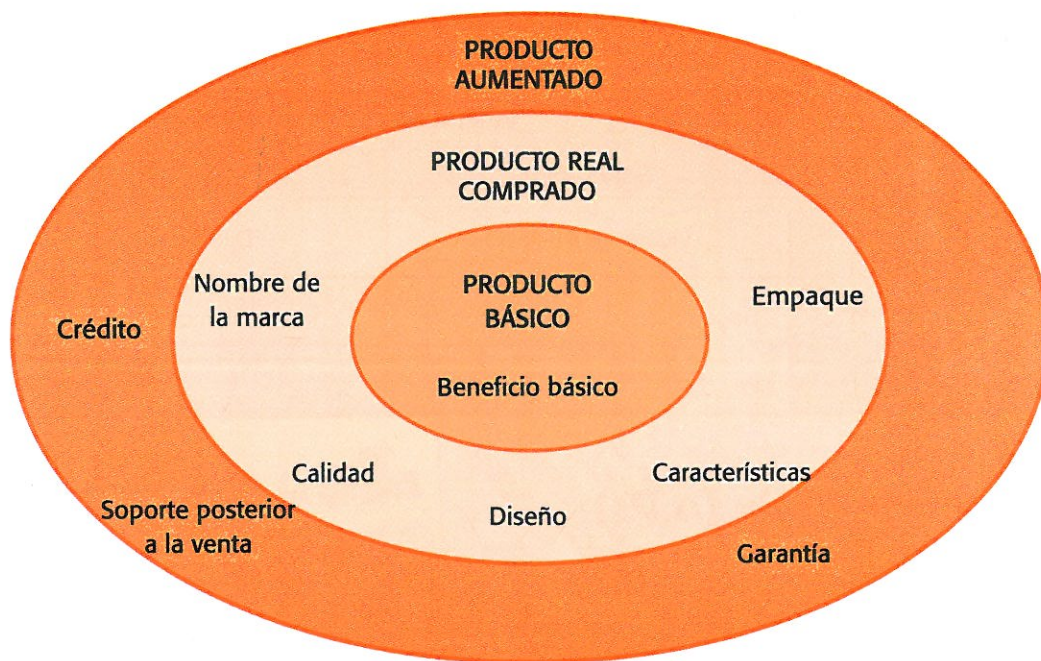 PRODUCTO
AUMENTADO
PRODUCTO REAL
COMPRADO
Nombre de
la marca
PRODUCTO
BÁSICO
Empaque
Crédito
Beneficio básico
Calidad
Características
Soporte posterior
a la venta
Diseño
Garantía